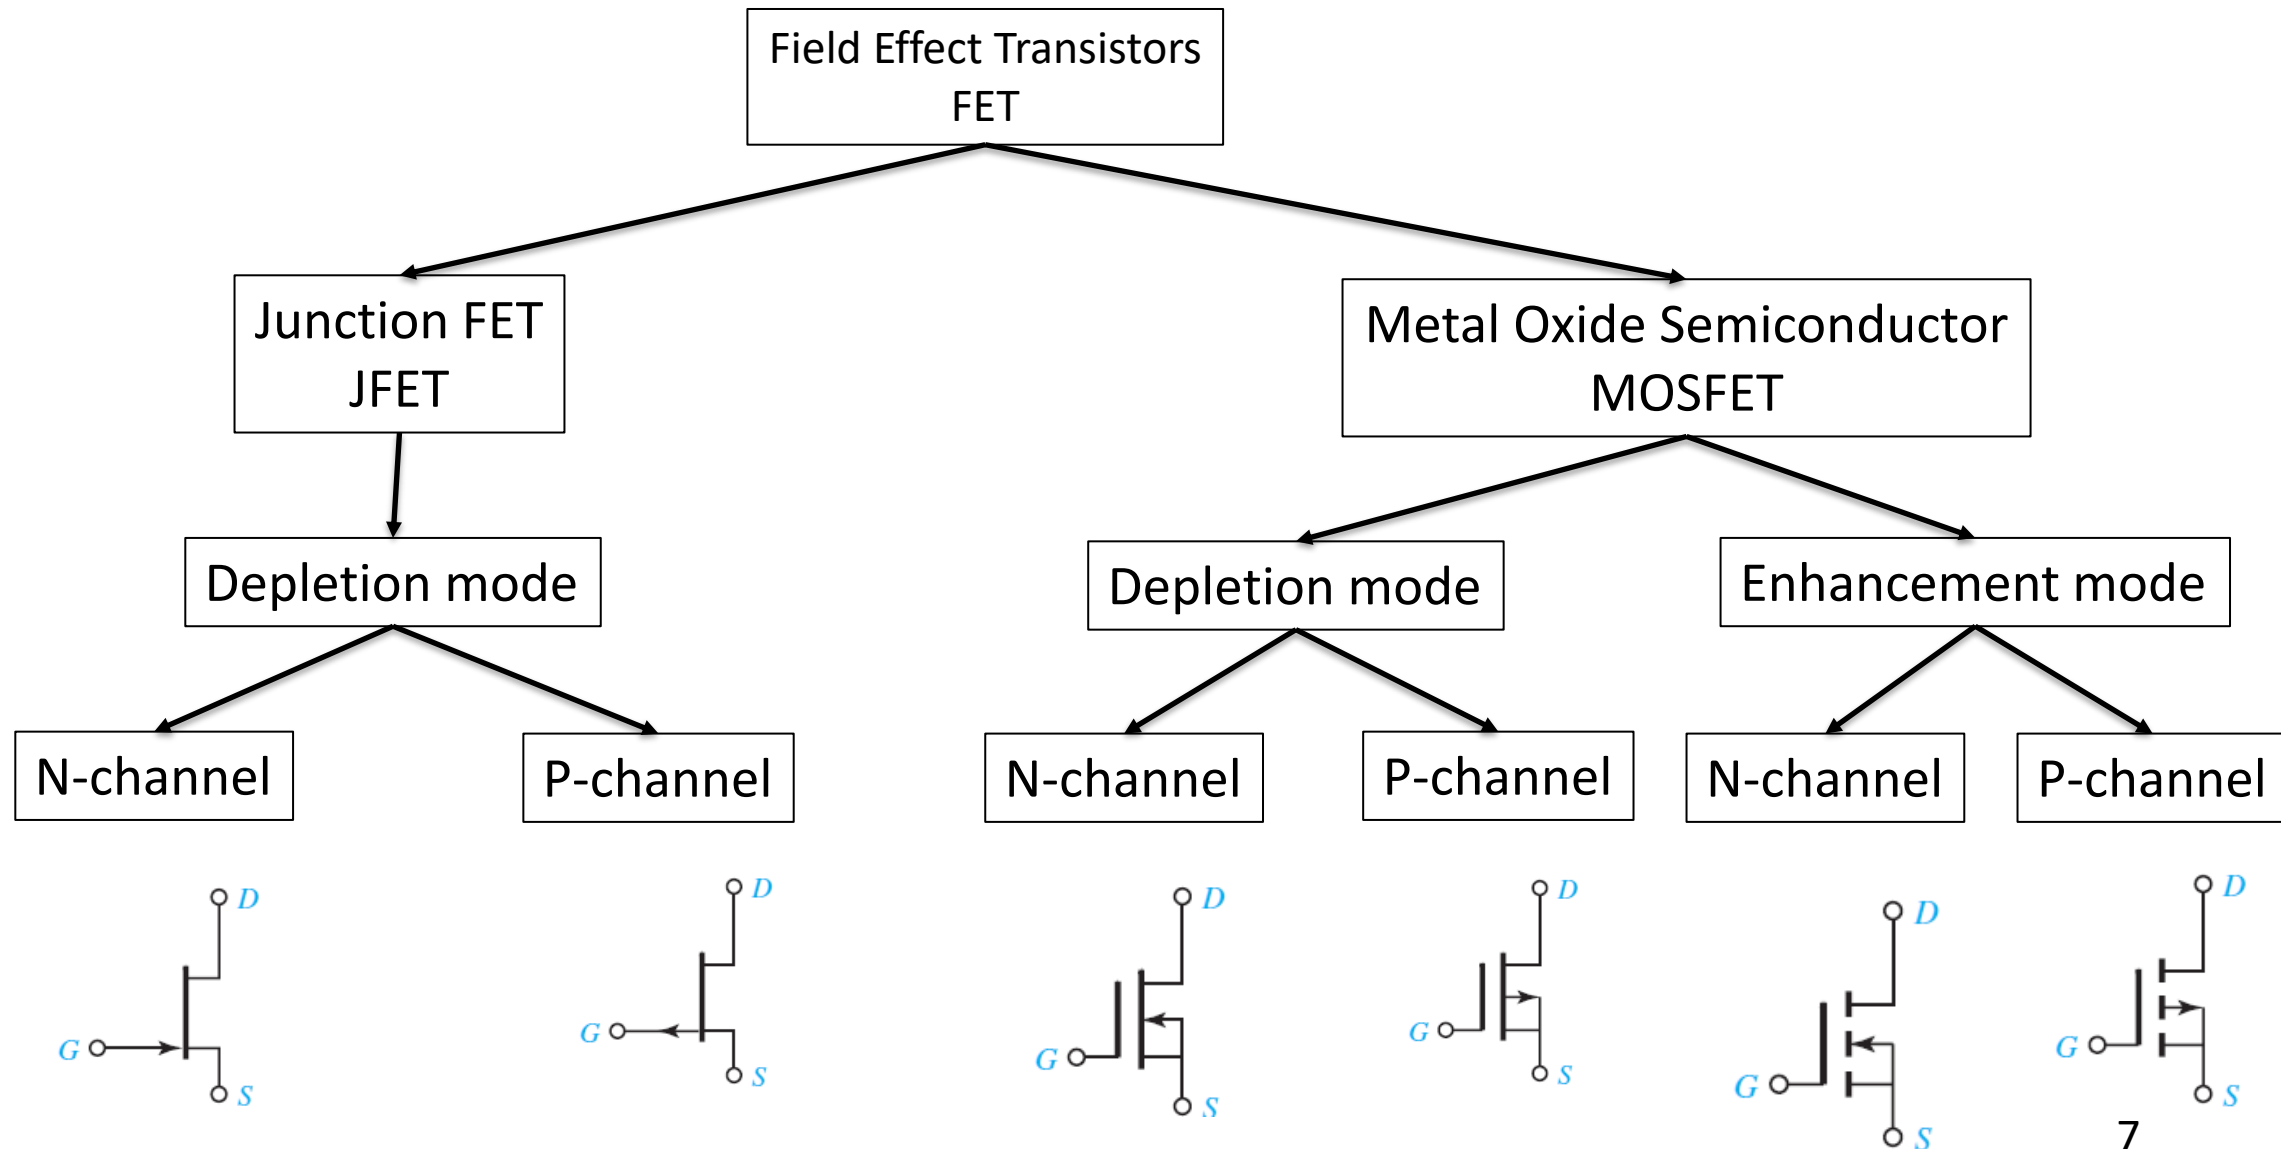 Field Effect Transistors
FET
Junction FET
JFET
Metal Oxide Semiconductor
MOSFET
Depletion mode
Depletion mode
Enhancement mode
N-channel
P-channel
N-channel
P-channel
N-channel
P-channel
D
G
S
D
G
S
D
G
S
D
G
S
D
G
S
D
G
S
7